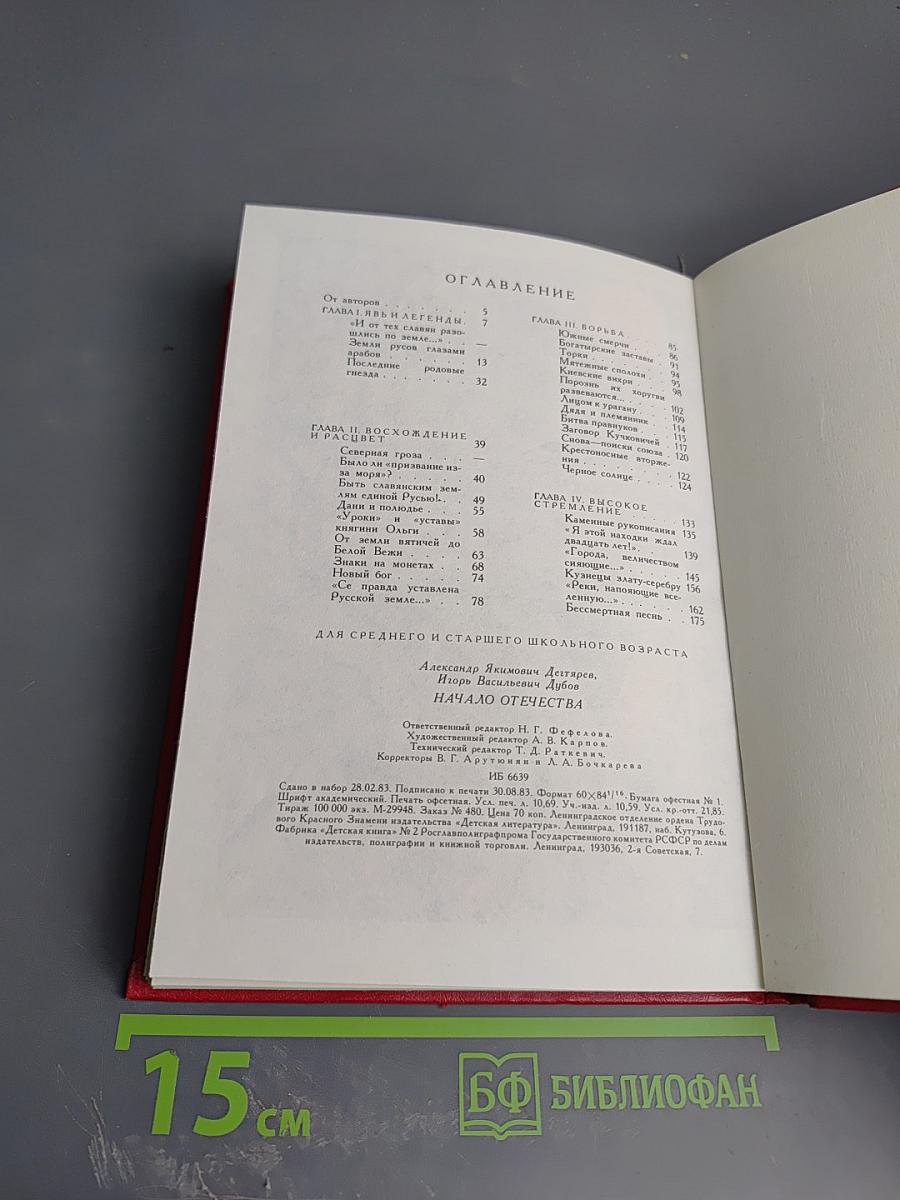 ОГЛАВЛЕНИЕ
От авторов . . . . . . . 5
ГЛАВА I. ЯВЬ И ЛЕГЕНДЫ. 7
«И от тех славян разо-
шлись по земле...» . . —
Земли русов глазами
арабов . . . . . . . 13
Последние родовые
гнезда . . . . . . . 32
ГЛАВА II. ВОСХОЖДЕНИЕ
И РАСЦВЕТ 39
Северная гроза . . . —
Было ли «призвание из-
за моря»? . . . . . 40
Быть славянским зем-
лям единой Русью!. . 49
Дани и полюдье . . . 55
«Уроки» и «уставы»
княгини Ольги . . . 58
От земли вятичей до
Белой Вежи . . . . 63
Знаки на монетах . . 68
Новый бог . . . . . 74
«Се правда уставлена
Русской земле...» . . 78
ГЛАВА III. БОРЬБА
Южные смерчи . . . 85
Богатырские заставы . 86
Торки . . . . . . 91
Мятежные сполохи . . 94
Киевские вихри . . . 95
Порознь их хоругви 98
развеваются... . . . 102
Лицом к урагану . . . 109
Дядя и племянник . . 114
Битва правнуков . . . 115
Заговор Кучковичей . 117
Снова—поиски союза . 120
Крестоносные вторже-
ния . . . . . . . 122
Черное солнце . . . . 124
ГЛАВА IV. ВЫСОКОЕ
СТРЕМЛЕНИЕ . . . . . 133
Каменные рукописания 135
«Я этой находки ждал
двадцать лет!». . . . 139
«Города, величеством
сияющие...» . . . . 145
Кузнецы злату-серебру 156
«Реки, напояющие все-
ленную...» . . . . . 162
Бессмертная песнь . . 175
ДЛЯ СРЕДНЕГО И СТАРШЕГО ШКОЛЬНОГО ВОЗРАСТА
Александр Якимович Дегтярев,
Игорь Васильевич Дубов
НАЧАЛО ОТЕЧЕСТВА
Ответственный редактор Н. Г. Фефелова.
Художественный редактор А. В. Карпов.
Технический редактор Т. Д. Раткевич.
Корректоры В. Г. Арутюнян и Л. А. Бочкарева
ИБ 6639
Сдано в набор 28.02.83. Подписано к печати 30.08.83. Формат 60×84 1/16. Бумага офестная № 1.
Шрифт академический. Печать офсетная. Усл. печ. л. 10,69. Уч.-изд. л. 10,59. Усл. кр.-отт. 21,85.
Тираж 100 000 экз. М-29948. Заказ № 480. Цена 70 коп. Ленинградское отделение ордена Трудо-
вого Красного Знамени издательства «Детская литература». Ленинград, 191187, наб. Кутузова, 6.
Фабрика «Детская книга» № 2 Росглавполиграфпрома Государственного комитета РСФСР по делам
издательств, полиграфии и книжной торговли. Ленинград, 193036, 2-я Советская, 7.
15 см
БФ БИБЛИОФАН